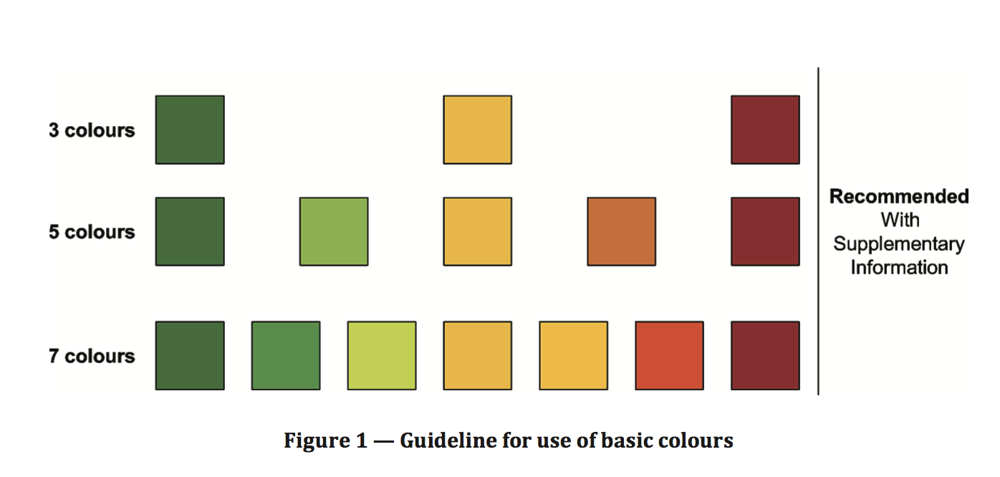 3 colours
5 colours
7 colours
Recommended
With
Supplementary
Information
Figure 1 — Guideline for use of basic colours